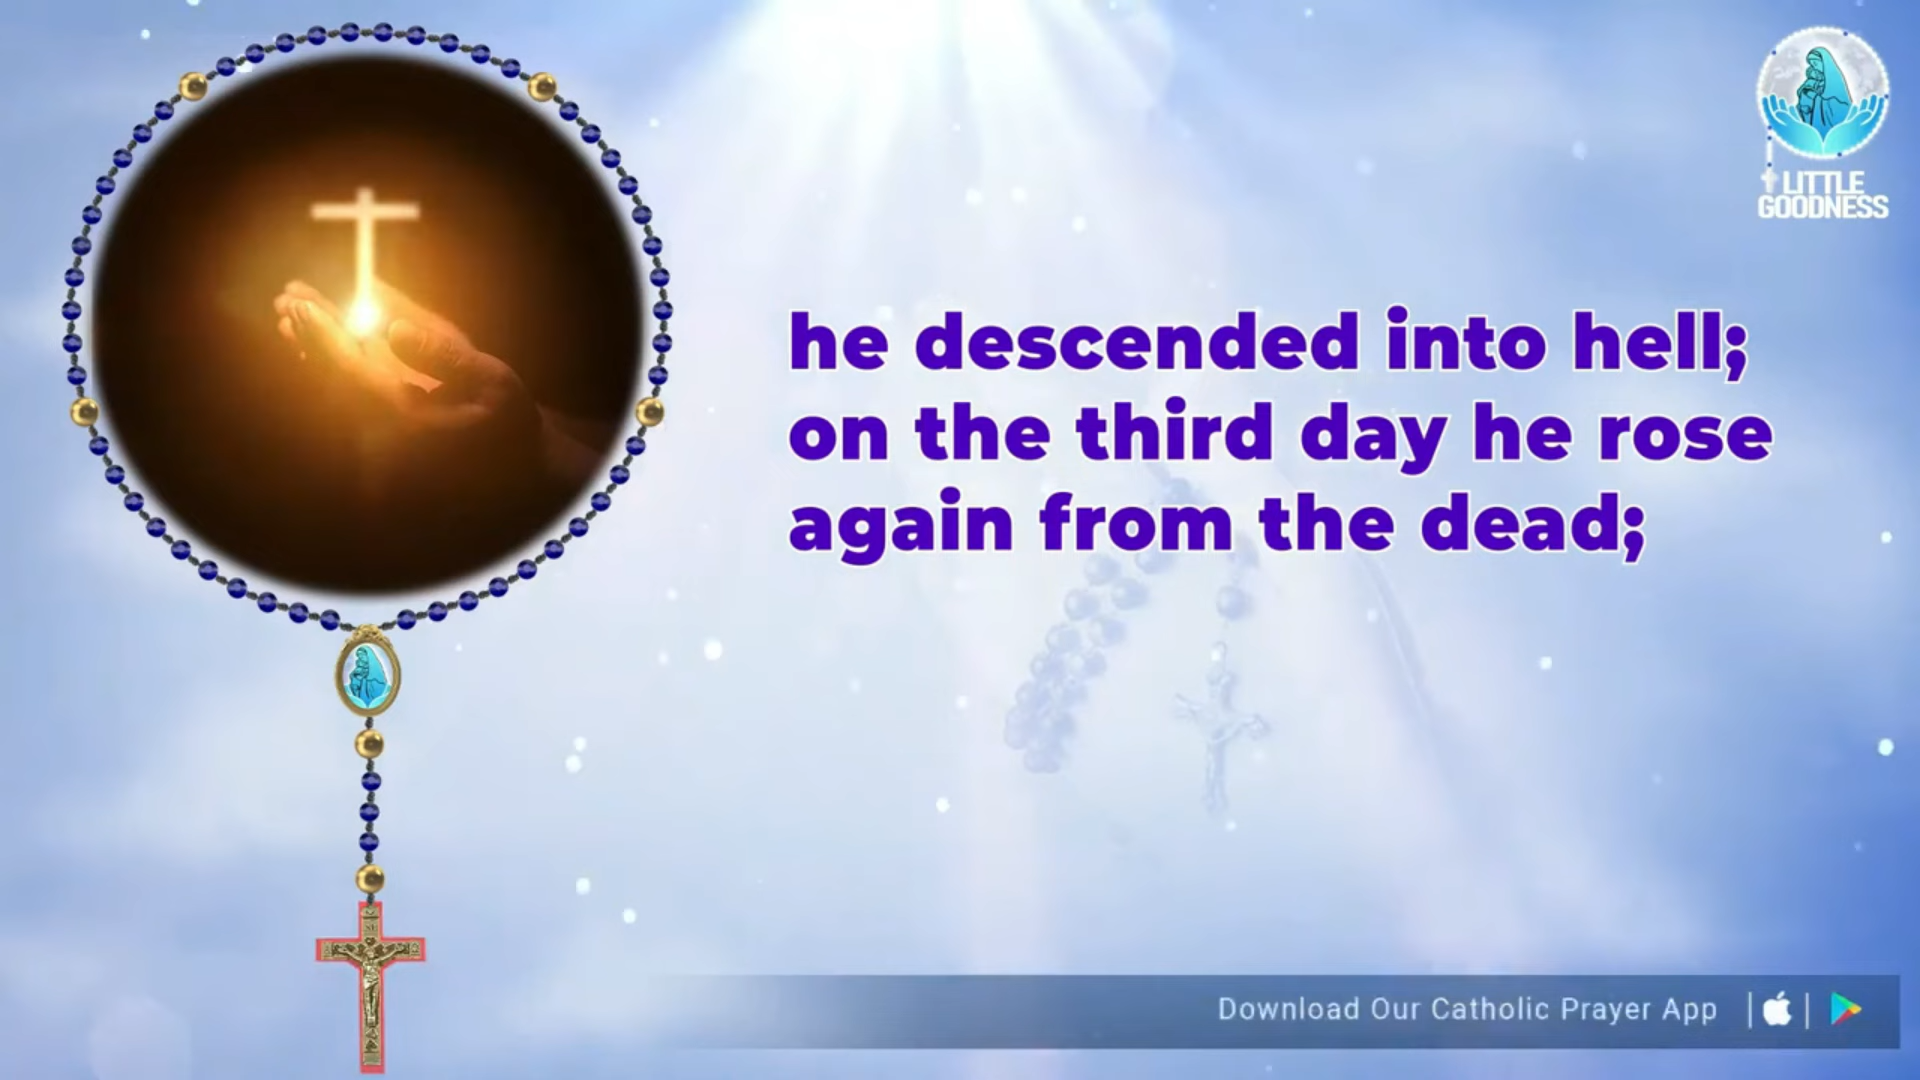 LITTLE
GOODNESS
he descended into hell;
on the third day he rose
again from the dead;
Download Our Catholic Prayer App